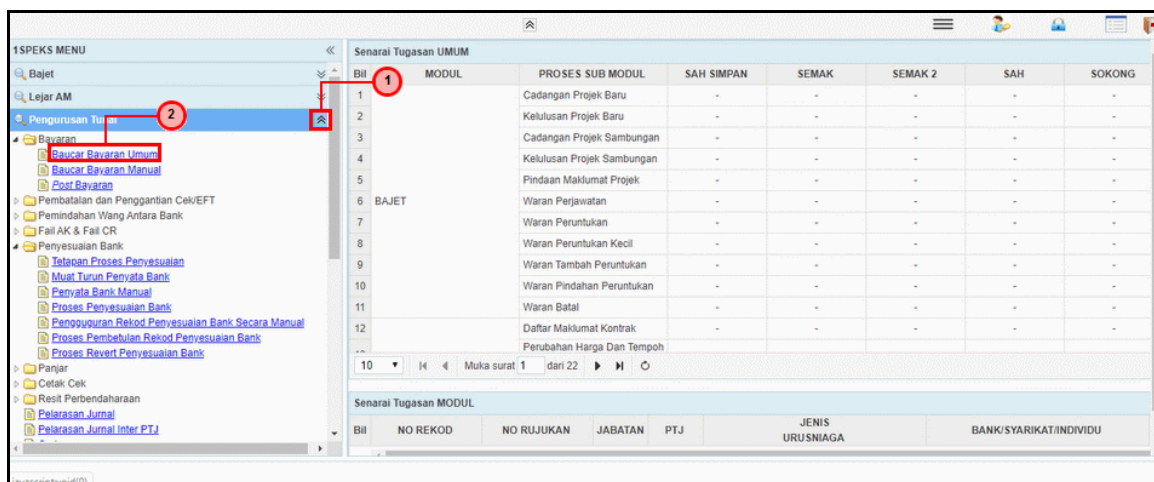 1SPEKS MENU
Bajet
Lejar AM
Pengurusan Tunai
Bayaran
Baucar Bayaran Umum
Baucar Bayaran Manual
Post Bayaran
Pembatalan dan Penggantian Cek/EFT
Pemindahan Wang Antara Bank
Fail AK & Fail CR
Penyesuaian Bank
Tetapan Proses Penyesuaian
Muat Turun Penyata Bank
Penyata Bank Manual
Proses Penyesuaian Bank
Pengguguran Rekod Penyesuaian Bank Secara Manual
Proses Pembetulan Rekod Penyesuaian Bank
Proses Revert Penyesuaian Bank
Panjar
Cetak Cek
Resit Perbendaharaan
Pelarasan Jurnal
Pelarasan Jurnal Inter PTJ
1
2
Senarai Tugasan UMUM
Bil MODUL PROSES SUB MODUL SAH SIMPAN SEMAK SEMAK 2 SAH SOKONG
1 Cadangan Projek Baru - - - - -
2 Kelulusan Projek Baru - - - - -
3 Cadangan Projek Sambungan - - - - -
4 Kelulusan Projek Sambungan - - - - -
5 Pindaan Maklumat Projek - - - - -
6 BAJET Waran Perjawatan - - - - -
7 Waran Peruntukan - - - - -
8 Waran Peruntukan Kecil - - - - -
9 Waran Tambah Peruntukan - - - - -
10 Waran Pindahan Peruntukan - - - - -
11 Waran Batal - - - - -
12 Daftar Maklumat Kontrak - - - - -
Perubahan Harga Dan Tempoh
10 Muka surat 1 dari 22
Senarai Tugasan MODUL
Bil NO REKOD NO RUJUKAN JABATAN PTJ JENIS URUSNIAGA BANK/SYARIKAT/INDIVIDU